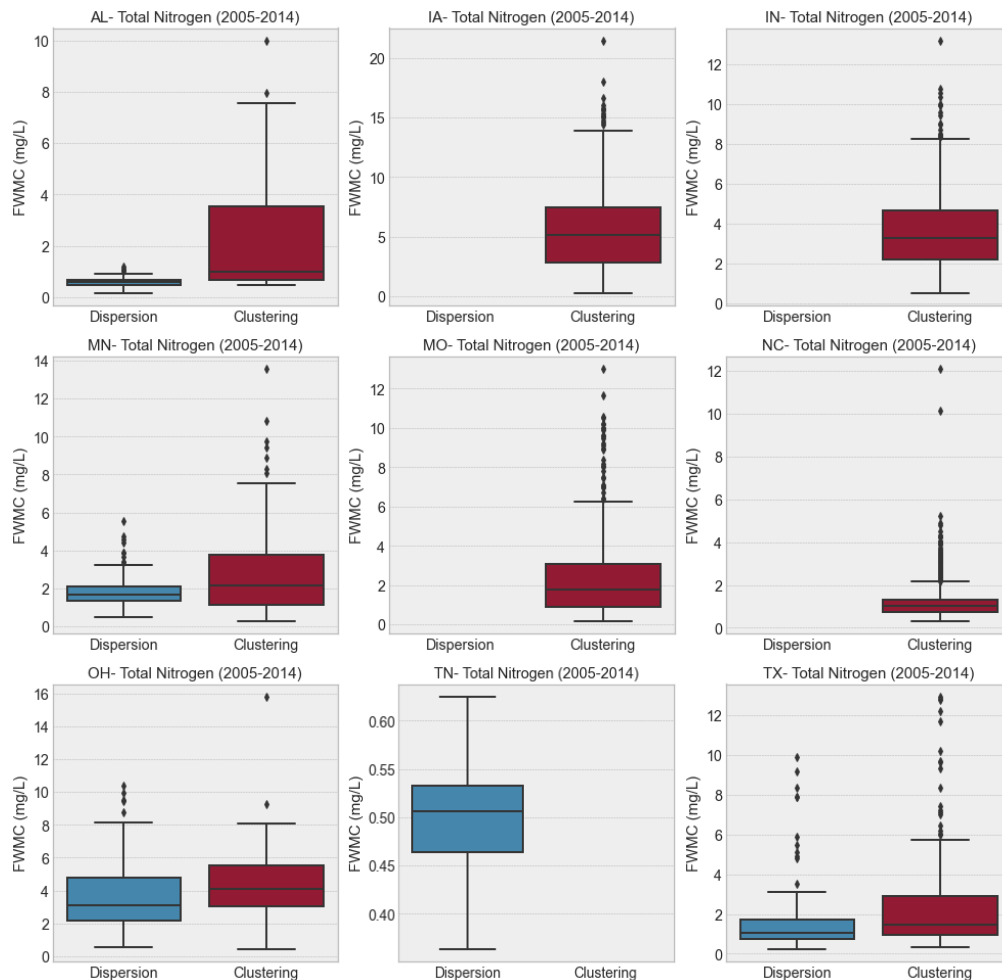 AL- Total Nitrogen (2005-2014)
IA- Total Nitrogen (2005-2014)
IN- Total Nitrogen (2005-2014)
FWMC (mg/L)
10
8
6
4
2
0
Dispersion Clustering
FWMC (mg/L)
20
15
10
5
0
Dispersion Clustering
FWMC (mg/L)
12
10
8
6
4
2
0
Dispersion Clustering
MN- Total Nitrogen (2005-2014)
MO- Total Nitrogen (2005-2014)
NC- Total Nitrogen (2005-2014)
FWMC (mg/L)
14
12
10
8
6
4
2
0
Dispersion Clustering
FWMC (mg/L)
12
10
8
6
4
2
0
Dispersion Clustering
FWMC (mg/L)
12
10
8
6
4
2
0
Dispersion Clustering
OH- Total Nitrogen (2005-2014)
TN- Total Nitrogen (2005-2014)
TX- Total Nitrogen (2005-2014)
FWMC (mg/L)
16
14
12
10
8
6
4
2
0
Dispersion Clustering
FWMC (mg/L)
0.60
0.55
0.50
0.45
0.40
Dispersion Clustering
FWMC (mg/L)
12
10
8
6
4
2
0
Dispersion Clustering